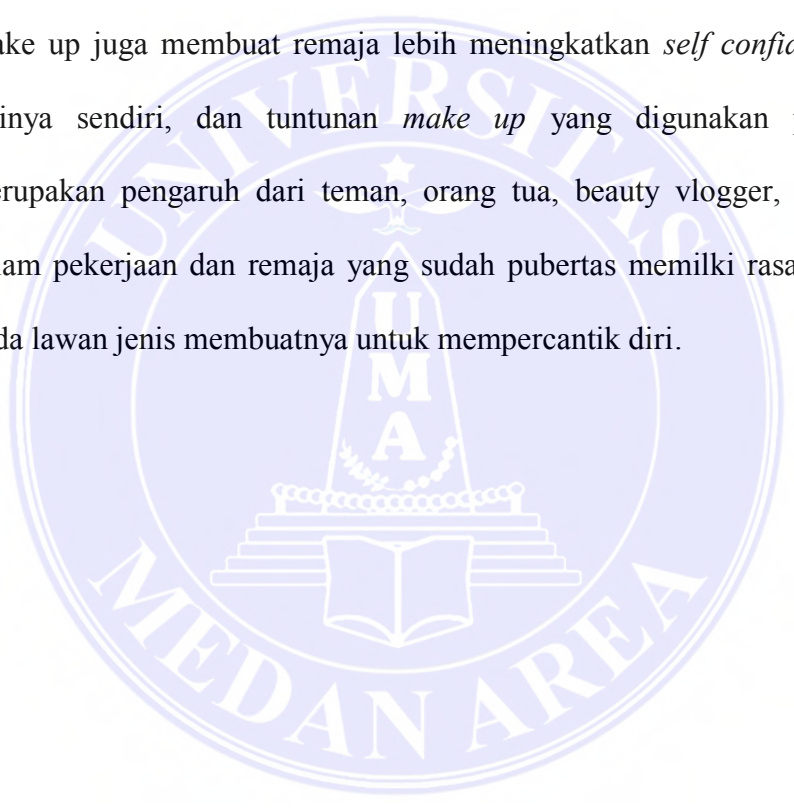 ake up juga membuat remaja lebih meningkatkan self confid
inya sendiri, dan tuntunan make up yang digunakan
erupakan pengaruh dari teman, orang tua, beauty vlogger,
lam pekerjaan dan remaja yang sudah pubertas memilki rasa
da lawan jenis membuatnya untuk mempercantik diri.
UNIVERSITAS
UMA
MEDAN AREA